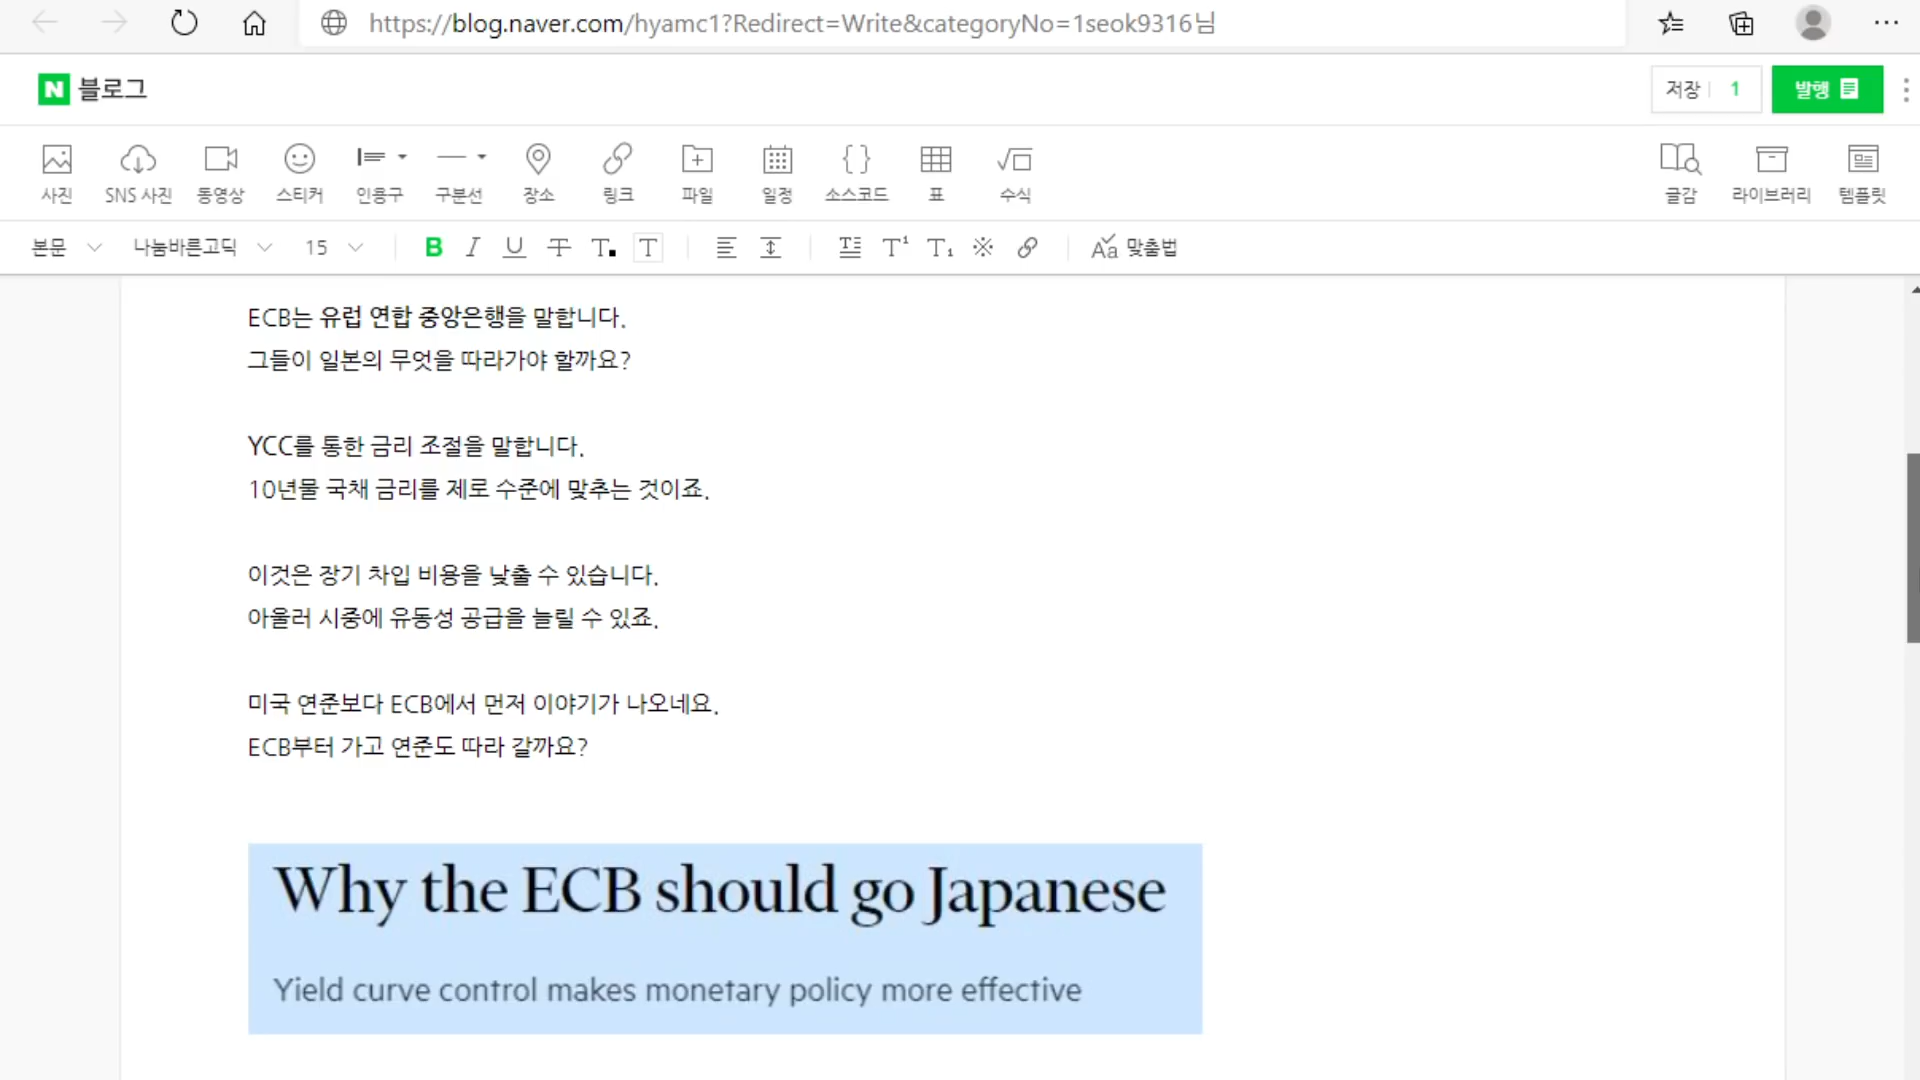 https://blog.naver.com/hyamc1?Redirect=Write&categoryNo=1seok9316님
N 블로그
저장 1 발행
사진 SNS 사진 동영상 스티커 인용구 구분선 장소 링크 파일 일정 소스코드 표 수식 글감 라이브러리 템플릿
본문 나눔바른고딕 15 B I U T T. T T¹ T₁ ※ 맞춤법
ECB는 유럽 연합 중앙은행을 말합니다.
그들이 일본의 무엇을 따라가야 할까요?
YCC를 통한 금리 조절을 말합니다.
10년물 국채 금리를 제로 수준에 맞추는 것이죠.
이것은 장기 차입 비용을 낮출 수 있습니다.
아울러 시중에 유동성 공급을 늘릴 수 있죠.
미국 연준보다 ECB에서 먼저 이야기가 나오네요.
ECB부터 가고 연준도 따라 갈까요?
Why the ECB should go Japanese
Yield curve control makes monetary policy more effective